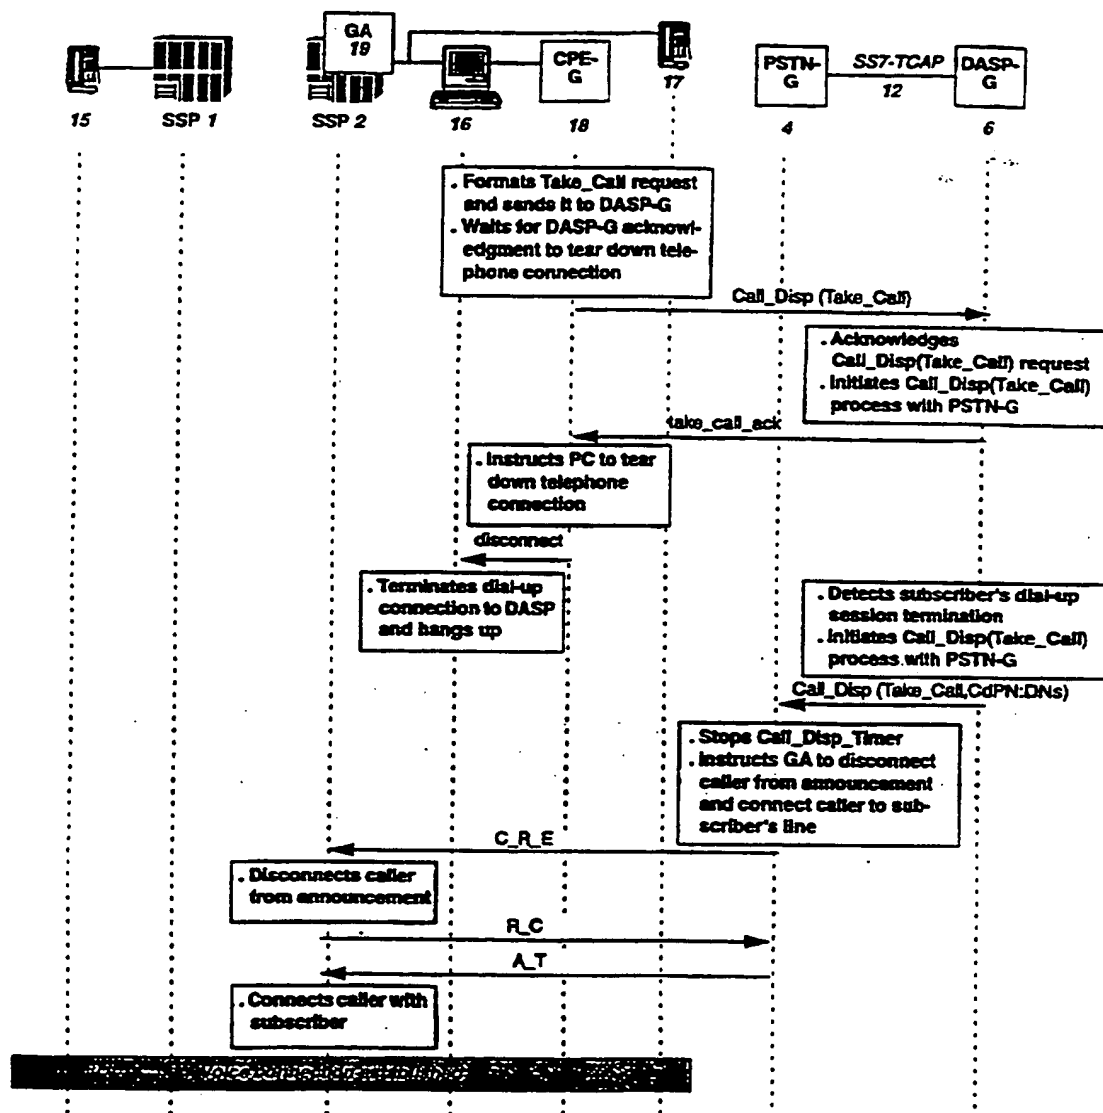 GA
19
CPE-
G
PSTN-
G
SS7-TCAP
12
DASP-
G
15
SSP 1
SSP 2
16
18
17
4
6
. Formats Take_Call request
and sends it to DASP-G
. Waits for DASP-G acknowl-
edgment to tear down tele-
phone connection
Call_Disp (Take_Call)
. Acknowledges
Call_Disp(Take_Call) request
. Initiates Call_Disp(Take_Call)
process with PSTN-G
take_call_ack
. Instructs PC to tear
down telephone
connection
disconnect
. Terminates dial-up
connection to DASP
and hangs up
. Detects subscriber's dial-up
session termination
. Initiates Call_Disp(Take_Call)
process with PSTN-G
Call_Disp (Take_Call,CdPN:DNs)
. Stops Call_Disp_Timer
. Instructs GA to disconnect
caller from announcement
and connect caller to sub-
scriber's line
C_R_E
. Disconnects caller
from announcement
R_C
A_T
. Connects caller with
subscriber